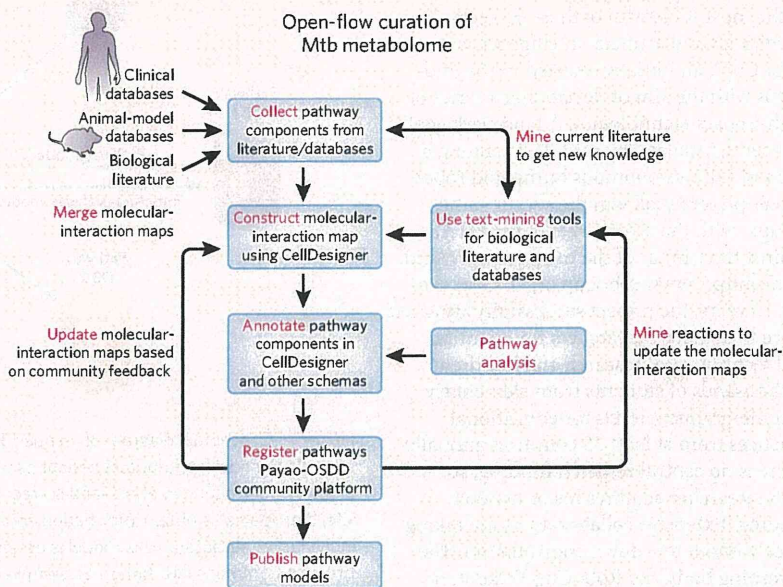 Open-flow curation of
Mtb metabolome
Clinical
databases
Animal-model
databases
Biological
literature
Collect pathway
components from
literature/databases
Mine current literature
to get new knowledge
Merge molecular-
interaction maps
Construct molecular-
interaction map
using CellDesigner
Use text-mining tools
for biological
literature and
databases
Update molecular-
interaction maps based
on community feedback
Annotate pathway
components in
CellDesigner
and other schemas
Pathway
analysis
Mine reactions to
update the molecular-
interaction maps
Register pathways
Payao-OSDD
community platform
Publish pathway
models